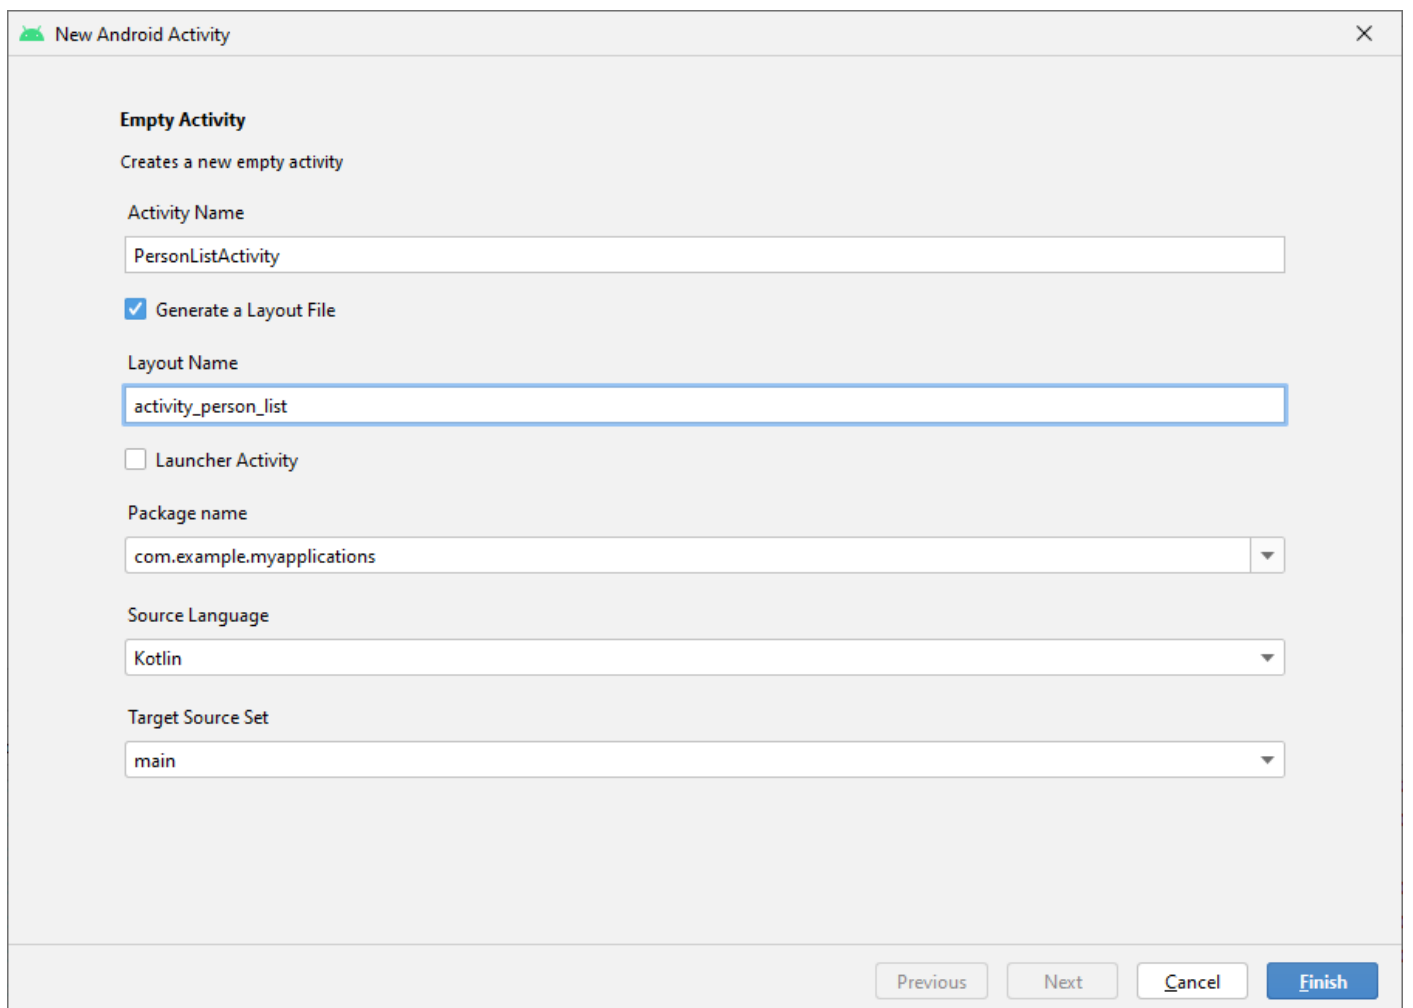 New Android Activity
Empty Activity
Creates a new empty activity
Activity Name
PersonListActivity
Generate a Layout File
Layout Name
activity_person_list
Launcher Activity
Package name
com.example.myapplications
Source Language
Kotlin
Target Source Set
main
Previous Next Cancel Finish